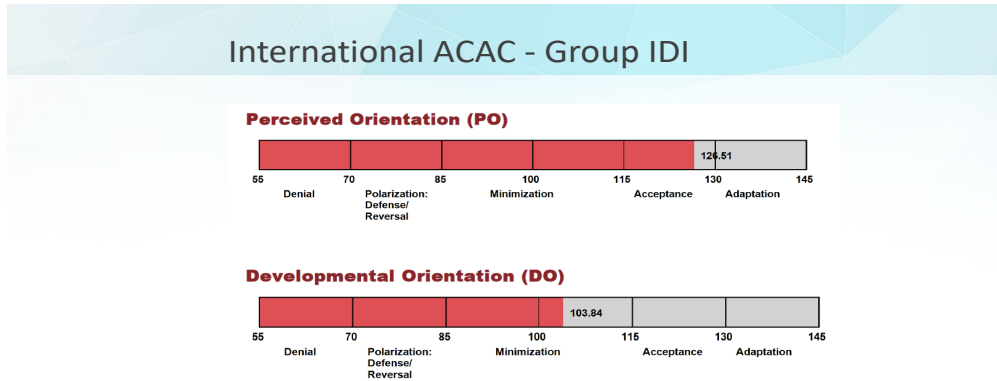 International ACAC - Group IDI
Perceived Orientation (PO)
126.51
55 70 85 100 115 130 145
Denial Polarization: Minimization Acceptance Adaptation
Defense/
Reversal
Developmental Orientation (DO)
103.84
55 70 85 100 115 130 145
Denial Polarization: Minimization Acceptance Adaptation
Defense/
Reversal